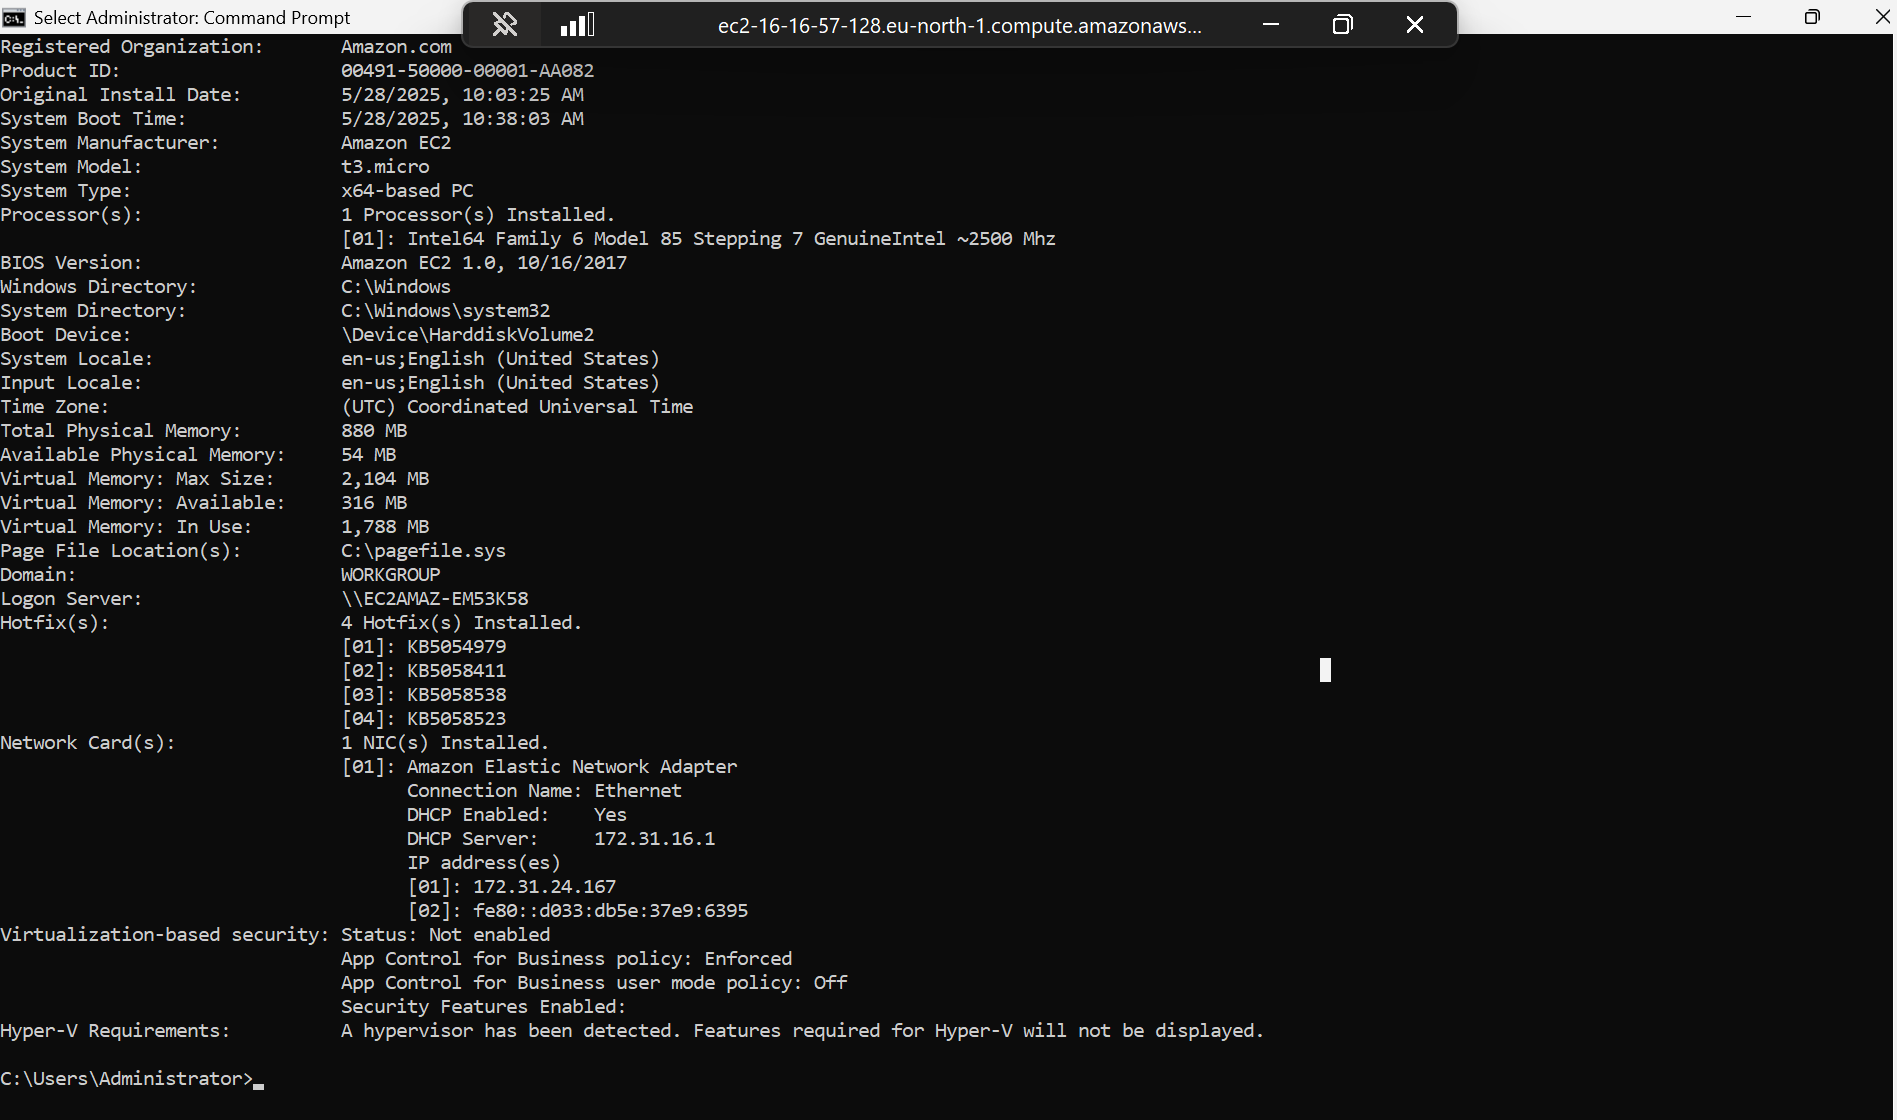 Select Administrator: Command Prompt
ec2-16-16-57-128.eu-north-1.compute.amazonaws...
Registered Organization: Amazon.com
Product ID: 00491-50000-00001-AA082
Original Install Date: 5/28/2025, 10:03:25 AM
System Boot Time: 5/28/2025, 10:38:03 AM
System Manufacturer: Amazon EC2
System Model: t3.micro
System Type: x64-based PC
Processor(s): 1 Processor(s) Installed.
[01]: Intel64 Family 6 Model 85 Stepping 7 GenuineIntel ~2500 Mhz
BIOS Version: Amazon EC2 1.0, 10/16/2017
Windows Directory: C:\Windows
System Directory: C:\Windows\system32
Boot Device: \Device\HarddiskVolume2
System Locale: en-us;English (United States)
Input Locale: en-us;English (United States)
Time Zone: (UTC) Coordinated Universal Time
Total Physical Memory: 880 MB
Available Physical Memory: 54 MB
Virtual Memory: Max Size: 2,104 MB
Virtual Memory: Available: 316 MB
Virtual Memory: In Use: 1,788 MB
Page File Location(s): C:\pagefile.sys
Domain: WORKGROUP
Logon Server: \\EC2AMAZ-EM53K58
Hotfix(s): 4 Hotfix(s) Installed.
[01]: KB5054979
[02]: KB5058411
[03]: KB5058538
[04]: KB5058523
Network Card(s): 1 NIC(s) Installed.
[01]: Amazon Elastic Network Adapter
Connection Name: Ethernet
DHCP Enabled: Yes
DHCP Server: 172.31.16.1
IP address(es)
[01]: 172.31.24.167
[02]: fe80::d033:db5e:37e9:6395
Virtualization-based security: Status: Not enabled
App Control for Business policy: Enforced
App Control for Business user mode policy: Off
Security Features Enabled:
Hyper-V Requirements: A hypervisor has been detected. Features required for Hyper-V will not be displayed.
C:\Users\Administrator>